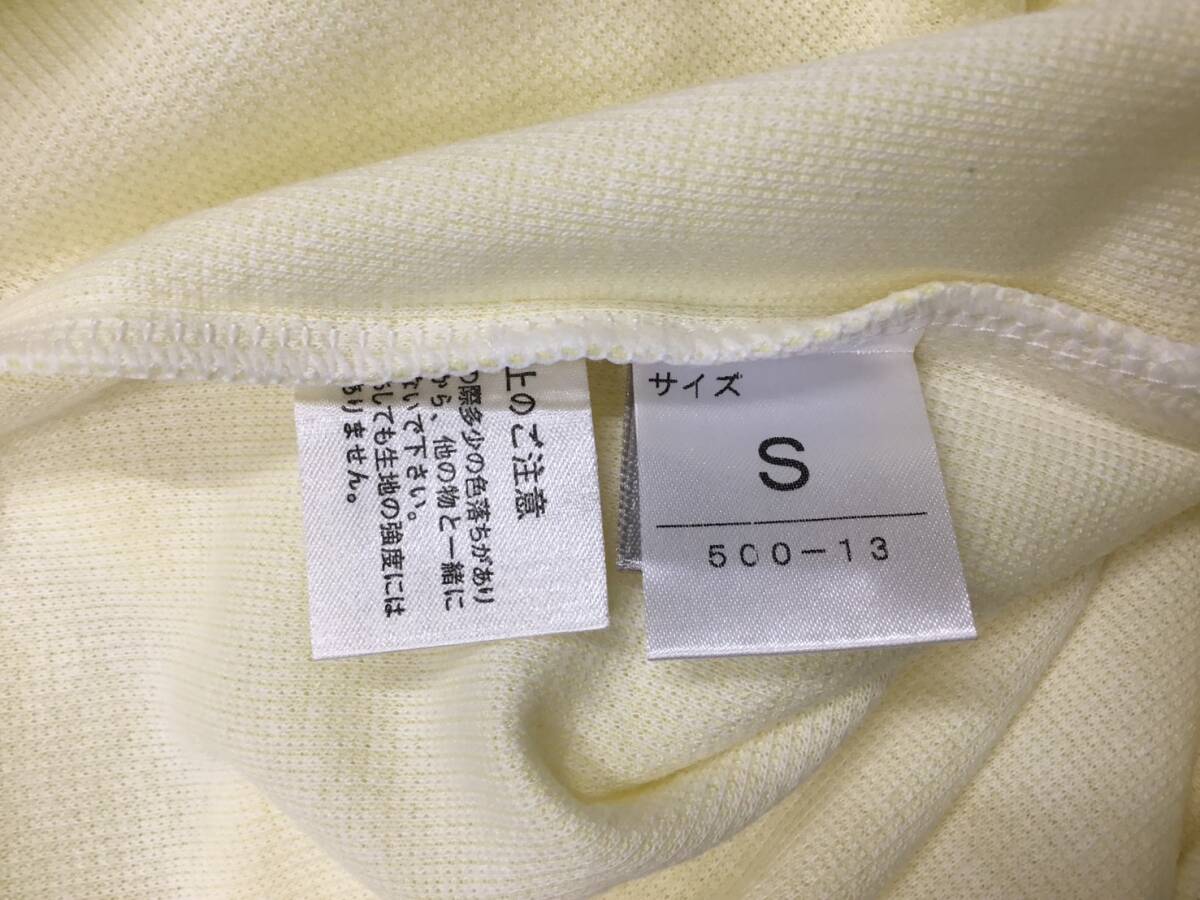 上のご注意
り際多少の色落ちがあり
から、他の物と一緒に
ないで下さい。
しても生地の強度には
ありません。
サイズ
S
500-13